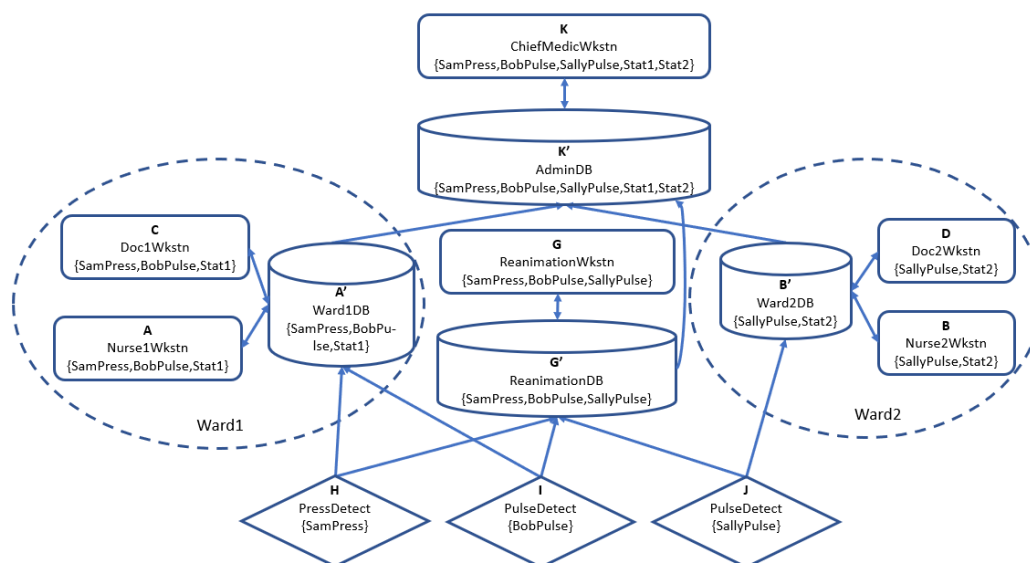 K
ChiefMedicWkstn
{SamPress,BobPulse,SallyPulse,Stat1,Stat2}
K’
AdminDB
{SamPress,BobPulse,SallyPulse,Stat1,Stat2}
C
Doc1Wkstn
{SamPress,BobPulse,Stat1}
A
Nurse1Wkstn
{SamPress,BobPulse,Stat1}
A’
Ward1DB
{SamPress,BobPu-
lse,Stat1}
Ward1
G
ReanimationWkstn
{SamPress,BobPulse,SallyPulse}
G’
ReanimationDB
{SamPress,BobPulse,SallyPulse}
B’
Ward2DB
{SallyPulse,Stat2}
D
Doc2Wkstn
{SallyPulse,Stat2}
B
Nurse2Wkstn
{SallyPulse,Stat2}
Ward2
H
PressDetect
{SamPress}
I
PulseDetect
{BobPulse}
J
PulseDetect
{SallyPulse}